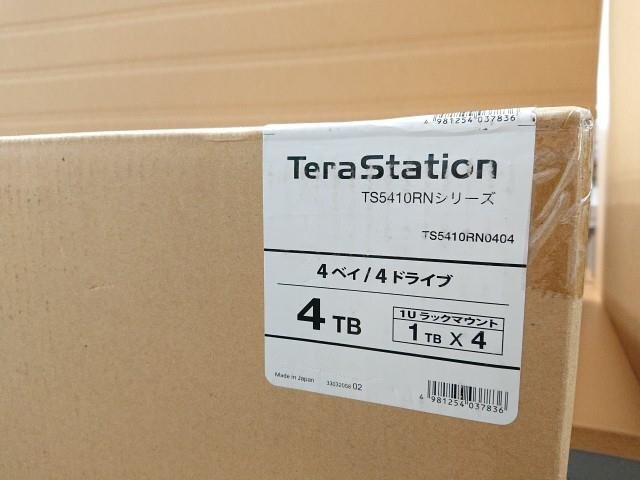 4 981254 037836
TeraStation
TS5410RNシリーズ
TS5410RN0404
4ベイ/4ドライブ
4TB
1Uラックマウント
1TB X 4
Made in Japan 33032058 02
4 981254 037836